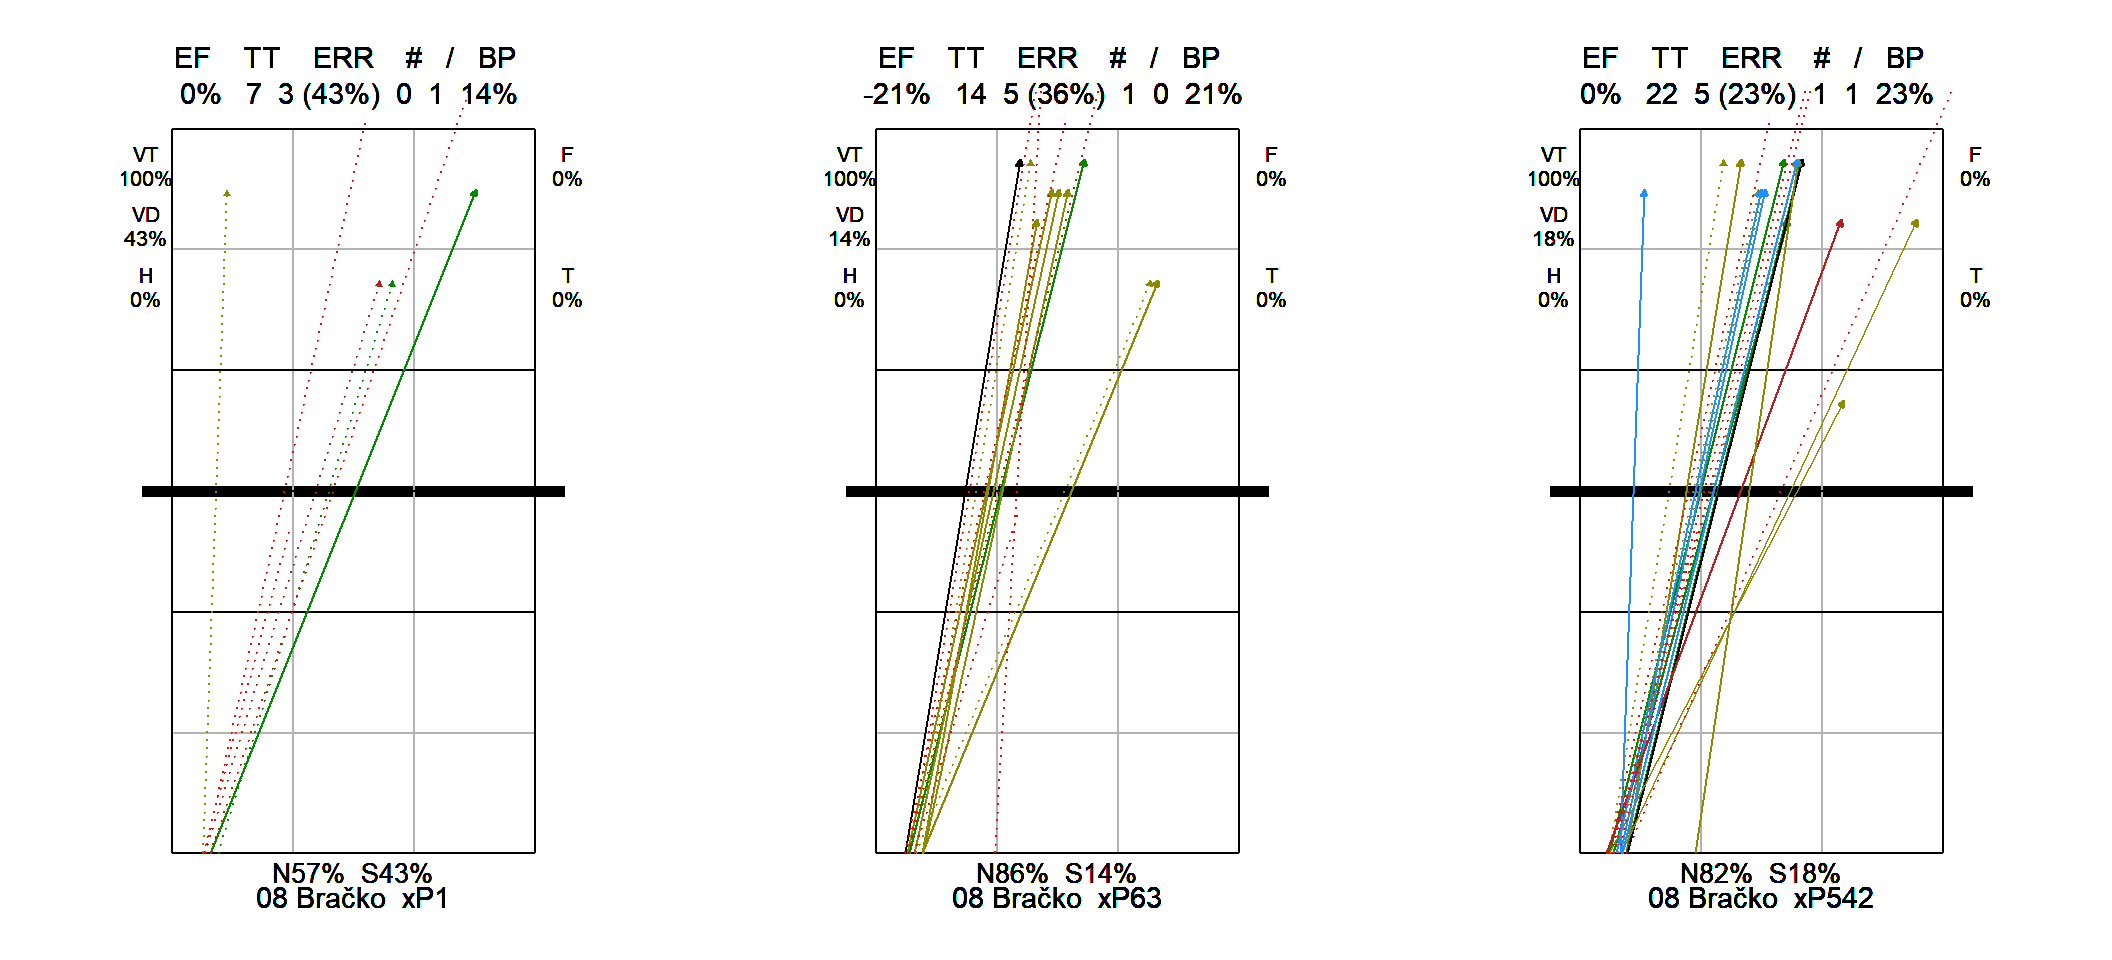 EF TT ERR # / BP
0% 7 3 (43%) 0 1 14%
VT
100%
VD
43%
H
0%
F
0%
T
0%
N57% S43%
08 Bračko xP1
EF TT ERR # / BP
-21% 14 5 (36%) 1 0 21%
VT
100%
VD
14%
H
0%
F
0%
T
0%
N86% S14%
08 Bračko xP63
EF TT ERR # / BP
0% 22 5 (23%) 1 1 23%
VT
100%
VD
18%
H
0%
F
0%
T
0%
N82% S18%
08 Bračko xP542